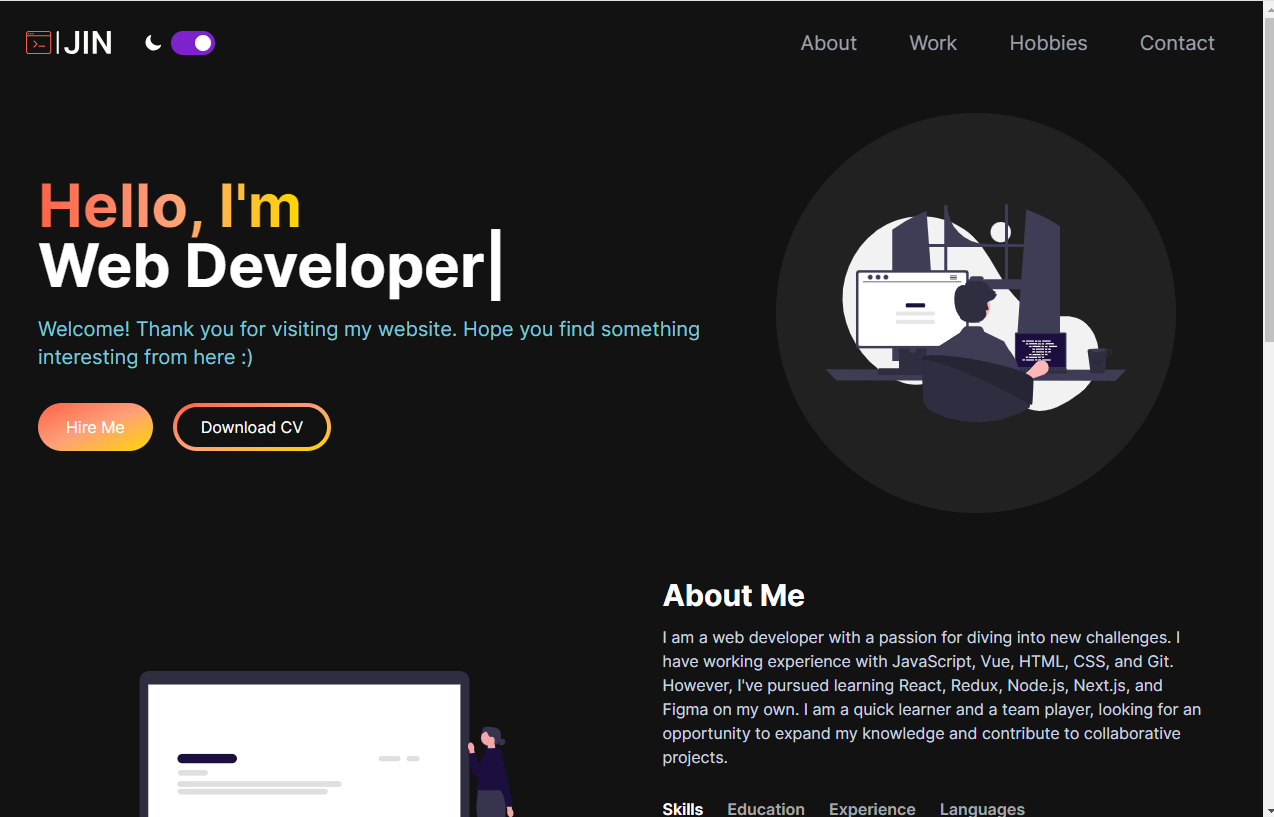 JIN
About Work Hobbies Contact
Hello, I'm
Web Developer
Welcome! Thank you for visiting my website. Hope you find something
interesting from here :)
Hire Me Download CV
About Me
I am a web developer with a passion for diving into new challenges. I
have working experience with JavaScript, Vue, HTML, CSS, and Git.
However, I've pursued learning React, Redux, Node.js, Next.js, and
Figma on my own. I am a quick learner and a team player, looking for an
opportunity to expand my knowledge and contribute to collaborative
projects.
Skills Education Experience Languages